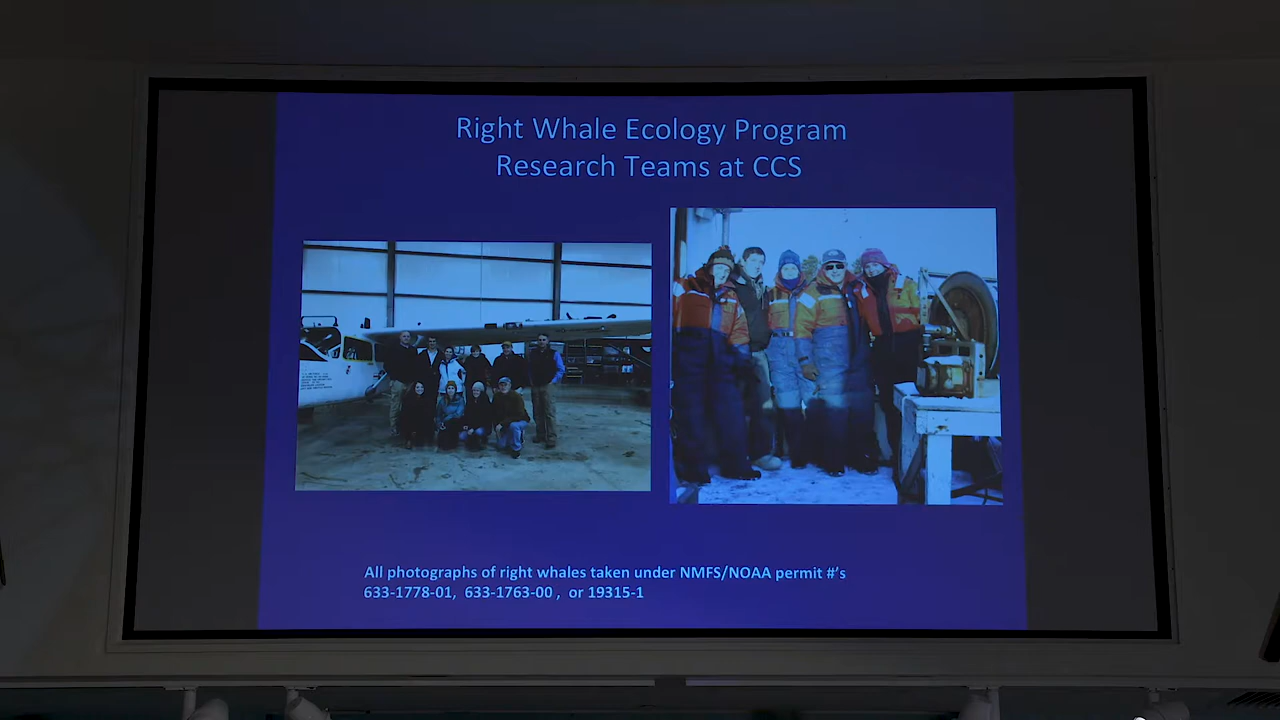 Right Whale Ecology Program
Research Teams at CCS
All photographs of right whales taken under NMFS/NOAA permit #'s
633-1778-01, 633-1763-00 , or 19315-1